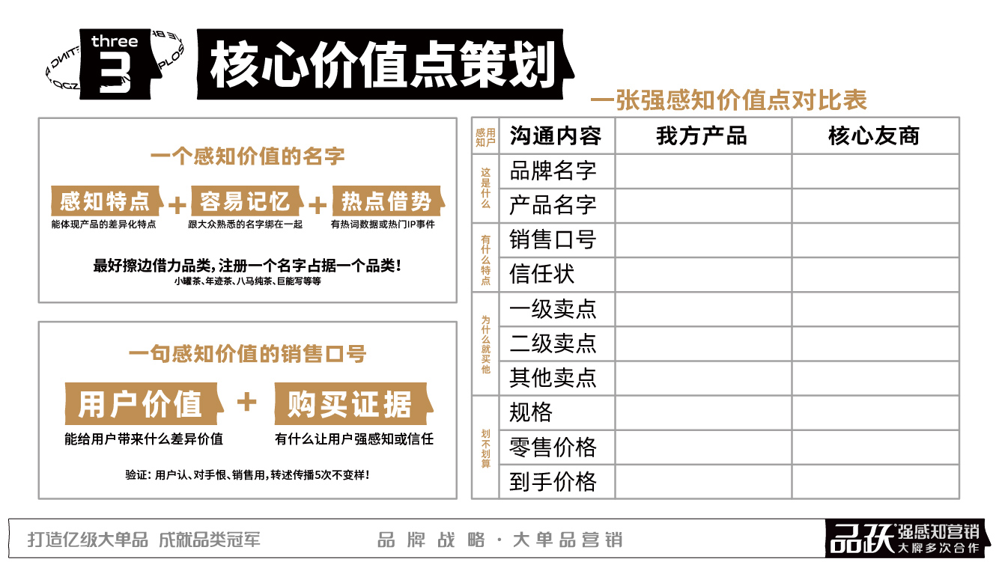 three
3
核心价值点策划
一张强感知价值点对比表
一个感知价值的名字
感知特点+容易记忆+热点借势
能体现产品的差异化特点 跟大众熟悉的名字绑在一起 有热词数据或热门IP事件
最好擦边借力品类,注册一个名字占据一个品类!
小罐茶、年迹茶、八马纯茶、巨能写等等
一句感知价值的销售口号
用户价值+购买证据
能给用户带来什么差异价值 有什么让用户强感知或信任
验证: 用户认、对手恨、销售用,转述传播5次不变样!
用户感知 沟通内容 我方产品 核心友商
这是什么
品牌名字
产品名字
有什么特点
销售口号
信任状
为什么就买他
一级卖点
二级卖点
其他卖点
划不划算
规格
零售价格
到手价格
打造亿级大单品 成就品类冠军
品牌战略·大单品营销
品跃 强感知营销
大牌多次合作